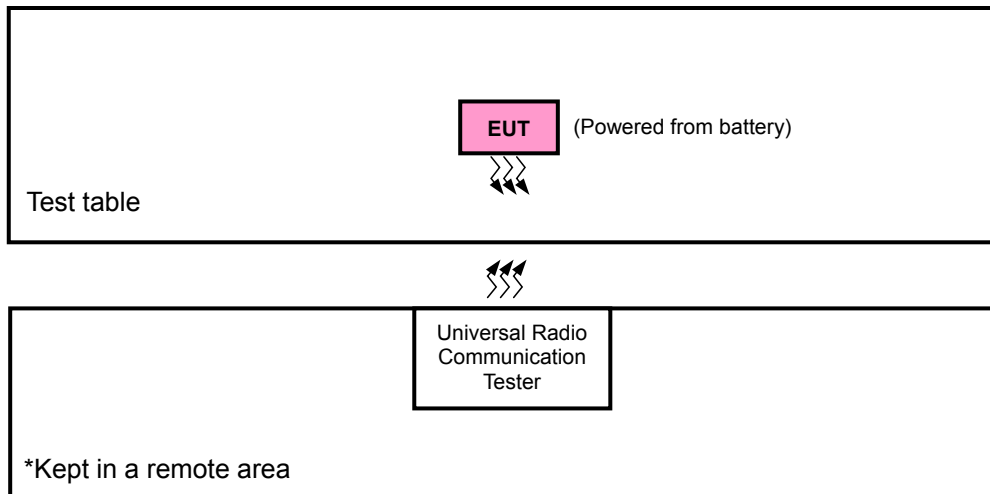 EUT
(Powered from battery)
Test table
Universal Radio
Communication
Tester
*Kept in a remote area